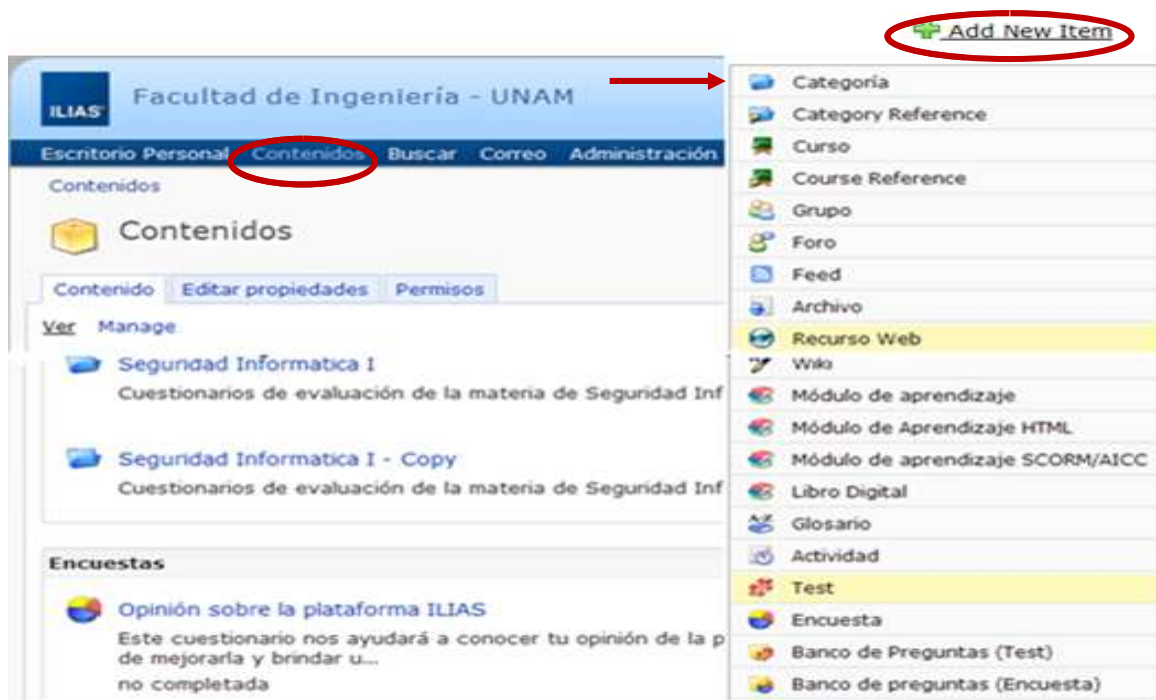 Add New Item
ILIAS
Facultad de Ingeniería - UNAM
Escritorio Personal Contenidos Buscar Correo Administración
Contenidos
Contenidos
Contenido Editar propiedades Permisos
Ver Manage
Seguridad Informatica I
Cuestionarios de evaluación de la materia de Seguridad Inf
Seguridad Informatica I - Copy
Cuestionarios de evaluación de la materia de Seguridad Inf
Encuestas
Opinión sobre la plataforma ILIAS
Este cuestionario nos ayudará a conocer tu opinión de la p
de mejorarla y brindar u...
no completada
Categoría
Category Reference
Curso
Course Reference
Grupo
Foro
Feed
Archivo
Recurso Web
Wiki
Módulo de aprendizaje
Módulo de Aprendizaje HTML
Módulo de aprendizaje SCORM/AICC
Libro Digital
Glosario
Actividad
Test
Encuesta
Banco de Preguntas (Test)
Banco de preguntas (Encuesta)